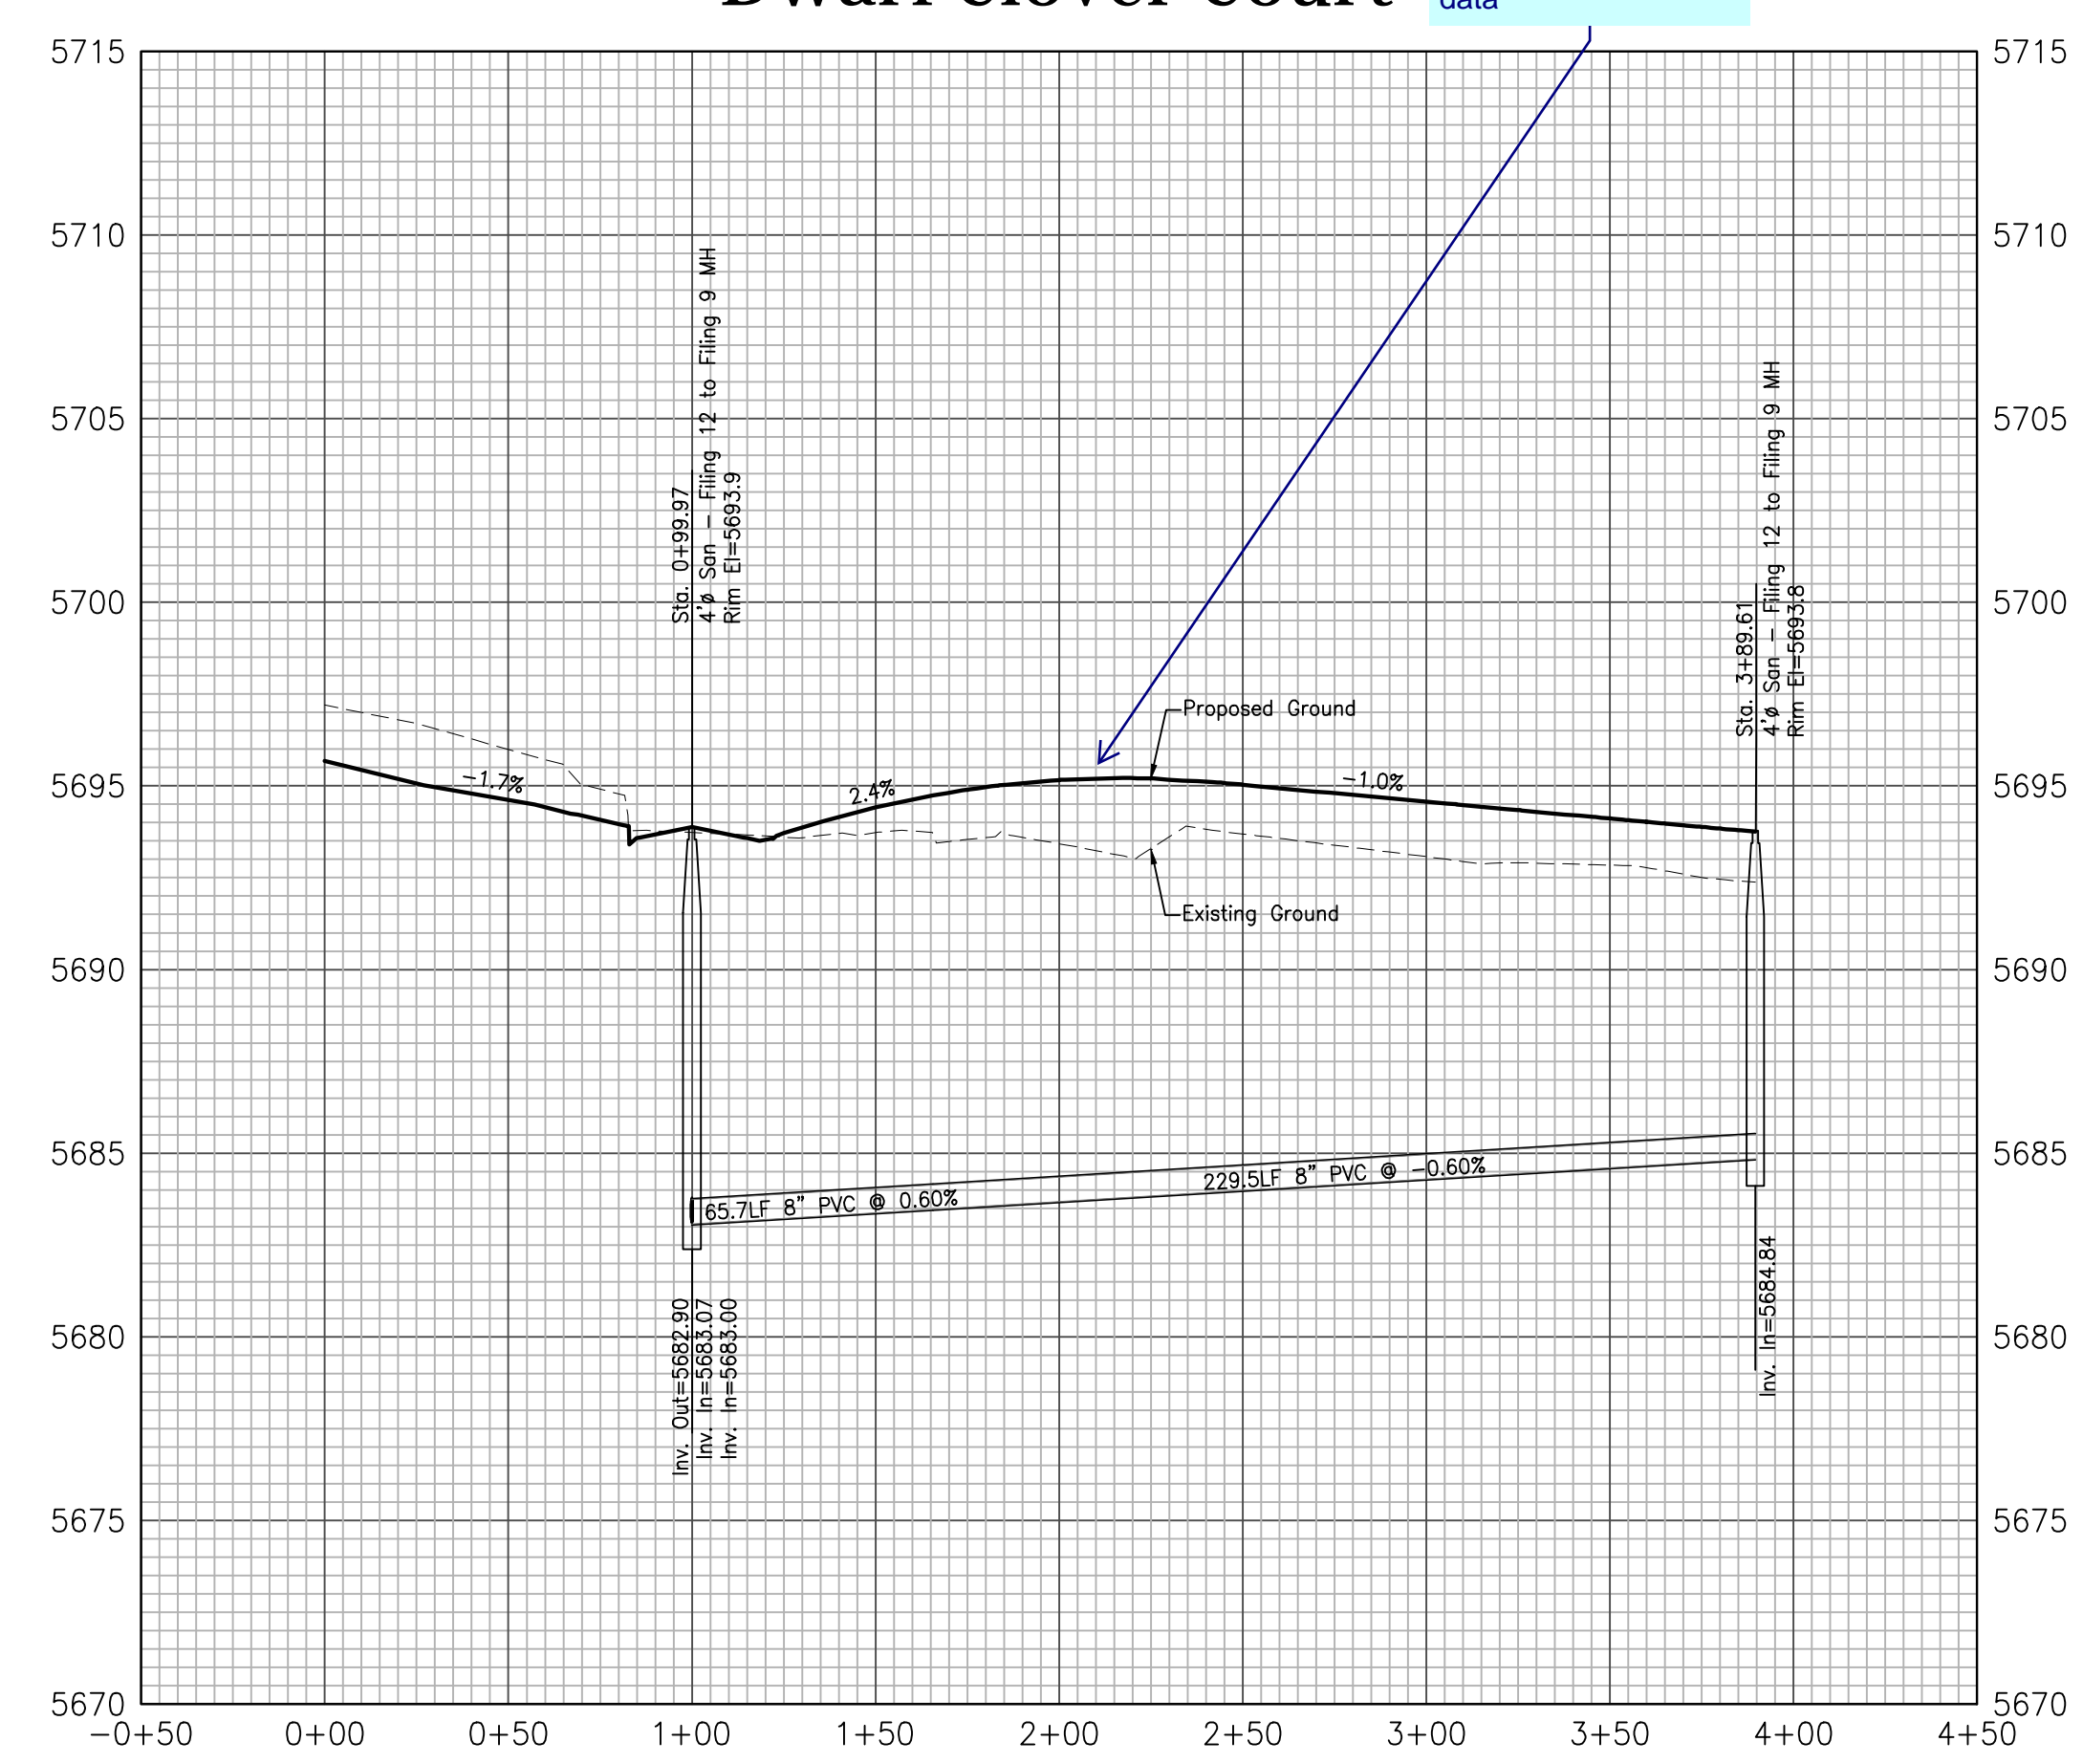 Dwarf Clover Court
data
5715 5715
5710 5710
5705 5705
5700 5700
5695 5695
5690 5690
5685 5685
5680 5680
5675 5675
5670 5670
Sta. 0+99.97
4'ø San - Filing 12 to Filing 9 MH
Rim El=5693.9
Sta. 3+89.61
4'ø San - Filing 12 to Filing 9 MH
Rim El=5693.8
Proposed Ground
-1.7%
2.4%
-1.0%
Existing Ground
65.7LF 8" PVC @ 0.60%
229.5LF 8" PVC @ -0.60%
Inv. Out=5682.90
Inv. In=5683.07
Inv. In=5683.00
Inv. In=5684.84
-0+50 0+00 0+50 1+00 1+50 2+00 2+50 3+00 3+50 4+00 4+50